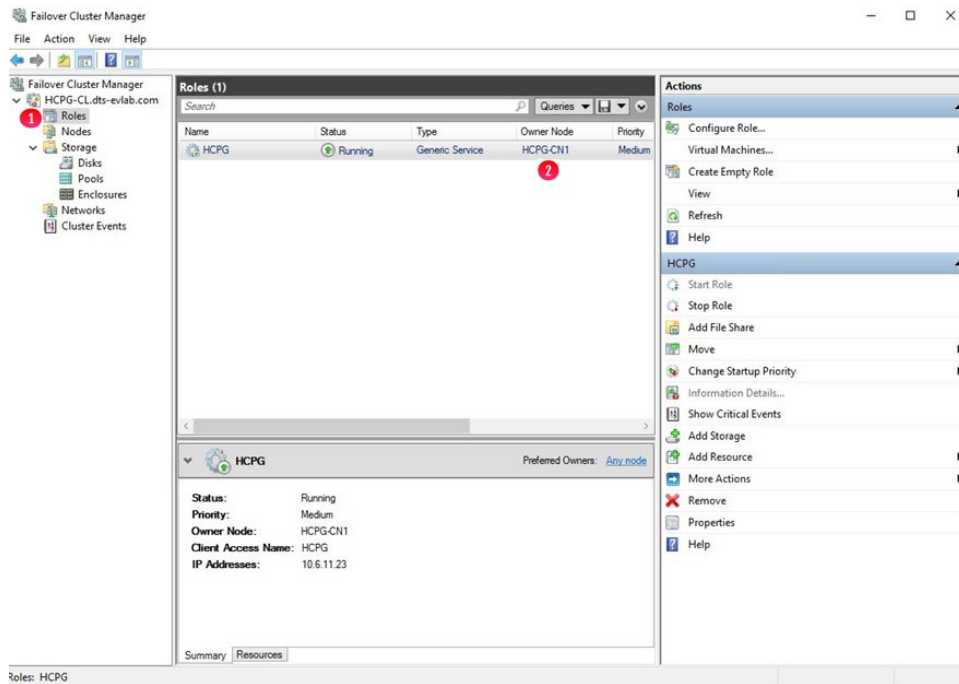 Failover Cluster Manager
File Action View Help
Failover Cluster Manager
HCPG-CL.dts-evlab.com
1 Roles
Nodes
Storage
Disks
Pools
Enclosures
Networks
Cluster Events
Roles (1)
Search Queries
Name Status Type Owner Node Priority
HCPG Running Generic Service HCPG-CN1 Medium
2
HCPG Preferred Owners: Any node
Status: Running
Priority: Medium
Owner Node: HCPG-CN1
Client Access Name: HCPG
IP Addresses: 10.6.11.23
Summary Resources
Actions
Roles
Configure Role...
Virtual Machines...
Create Empty Role
View
Refresh
Help
HCPG
Start Role
Stop Role
Add File Share
Move
Change Startup Priority
Information Details...
Show Critical Events
Add Storage
Add Resource
More Actions
Remove
Properties
Help
Roles: HCPG